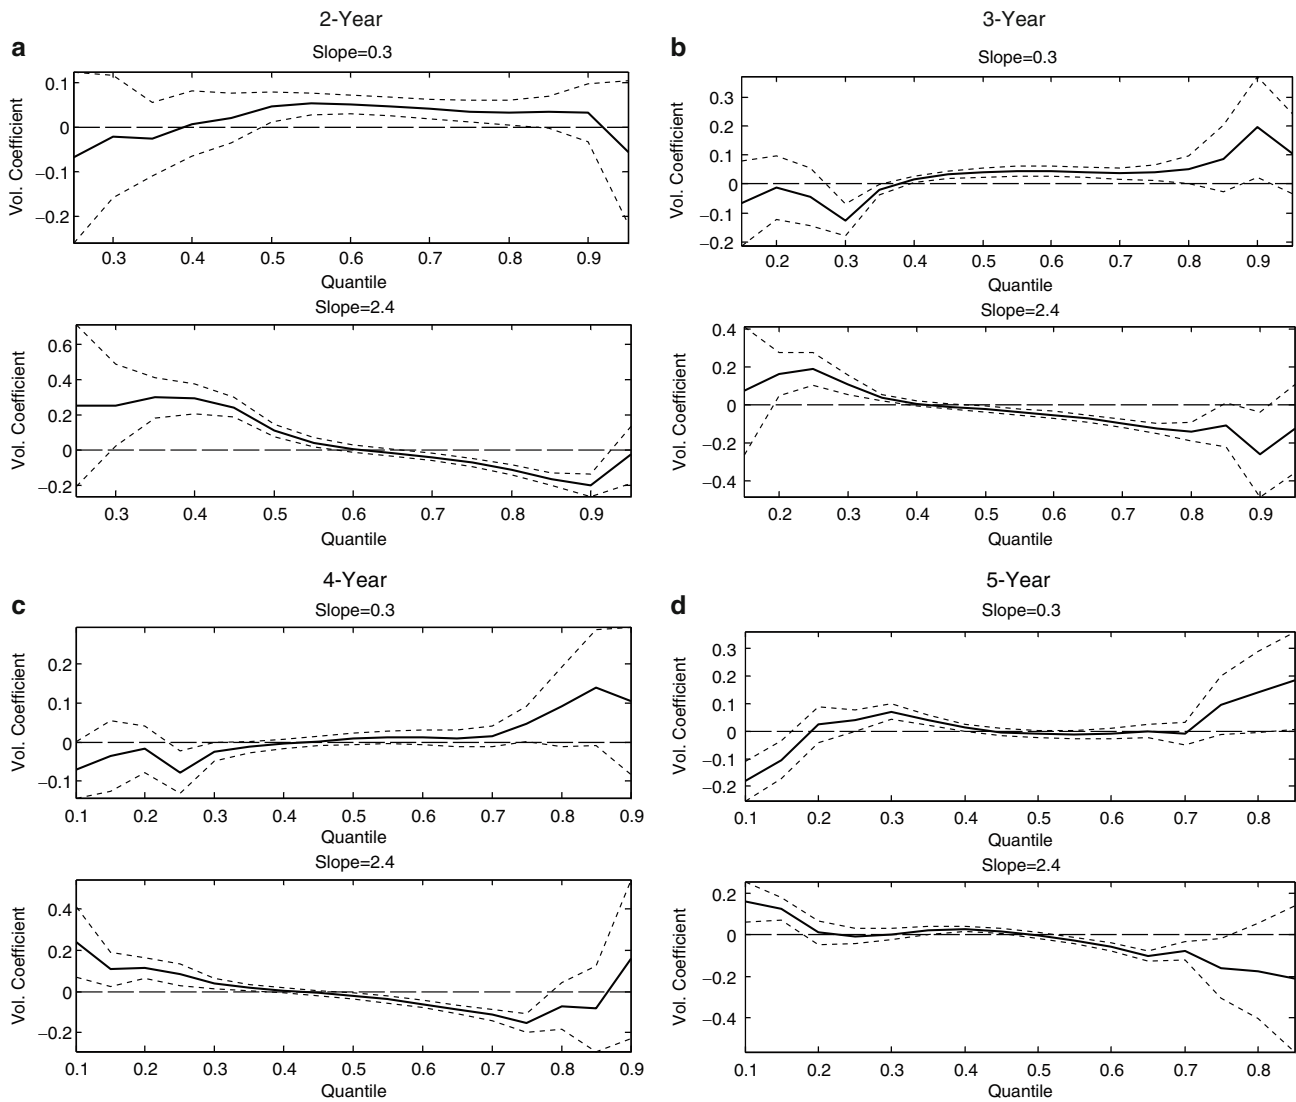 2-Year
a
Slope=0.3
Vol. Coefficient
0.1
0
−0.1
−0.2
0.3 0.4 0.5 0.6 0.7 0.8 0.9
Quantile
Slope=2.4
Vol. Coefficient
0.6
0.4
0.2
0
−0.2
0.3 0.4 0.5 0.6 0.7 0.8 0.9
Quantile
3-Year
b
Slope=0.3
Vol. Coefficient
0.3
0.2
0.1
0
−0.1
−0.2
0.2 0.3 0.4 0.5 0.6 0.7 0.8 0.9
Quantile
Slope=2.4
Vol. Coefficient
0.4
0.2
0
−0.2
−0.4
0.2 0.3 0.4 0.5 0.6 0.7 0.8 0.9
Quantile
4-Year
c
Slope=0.3
Vol. Coefficient
0.2
0.1
0
−0.1
0.1 0.2 0.3 0.4 0.5 0.6 0.7 0.8 0.9
Quantile
Slope=2.4
Vol. Coefficient
0.4
0.2
0
−0.2
0.1 0.2 0.3 0.4 0.5 0.6 0.7 0.8 0.9
Quantile
5-Year
d
Slope=0.3
Vol. Coefficient
0.3
0.2
0.1
0
−0.1
−0.2
0.1 0.2 0.3 0.4 0.5 0.6 0.7 0.8
Quantile
Slope=2.4
Vol. Coefficient
0.2
0
−0.2
−0.4
0.1 0.2 0.3 0.4 0.5 0.6 0.7 0.8
Quantile